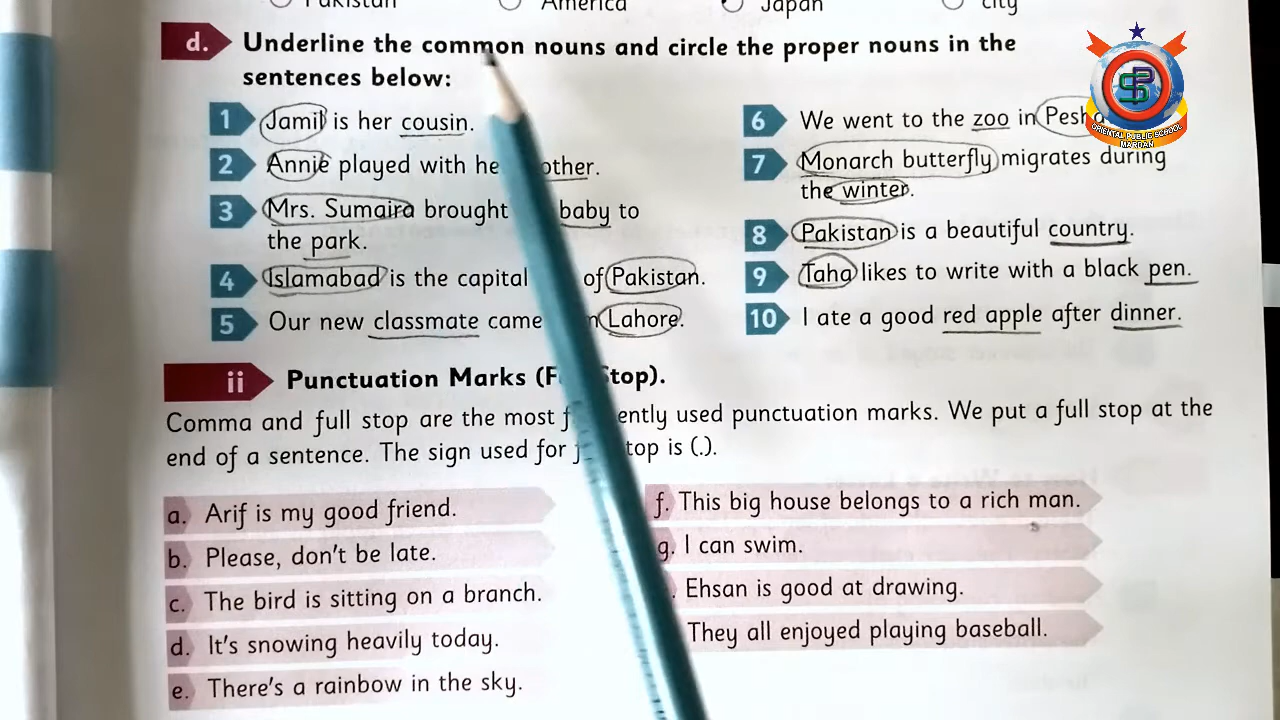 Pakistan America Japan city
d. Underline the common nouns and circle the proper nouns in the
sentences below:
1 Jamil is her cousin.
2 Annie played with he other.
3 Mrs. Sumaira brought baby to
the park.
4 Islamabad is the capital of Pakistan.
5 Our new classmate came Lahore.
6 We went to the zoo in Pesh
7 Monarch butterfly migrates during
the winter.
8 Pakistan is a beautiful country.
9 Taha likes to write with a black pen.
10 I ate a good red apple after dinner.
ii Punctuation Marks (F Stop).
Comma and full stop are the most f ently used punctuation marks. We put a full stop at the
end of a sentence. The sign used for f top is (.).
a. Arif is my good friend.
b. Please, don't be late.
c. The bird is sitting on a branch.
d. It's snowing heavily today.
e. There's a rainbow in the sky.
f. This big house belongs to a rich man.
g. I can swim.
. Ehsan is good at drawing.
They all enjoyed playing baseball.
SPS
ORIENTAL PUBLIC SCHOOL
MARDAN